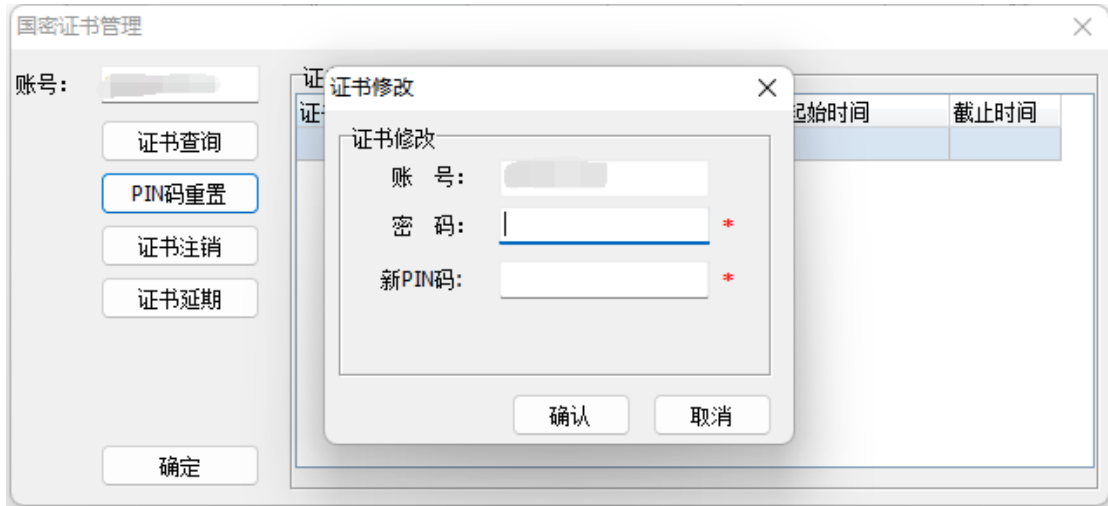 国密证书管理
账号:
证书查询
PIN码重置
证书注销
证书延期
确定
证
证
起始时间
截止时间
证书修改
证书修改
账 号:
密 码:
*
新PIN码:
*
确认
取消